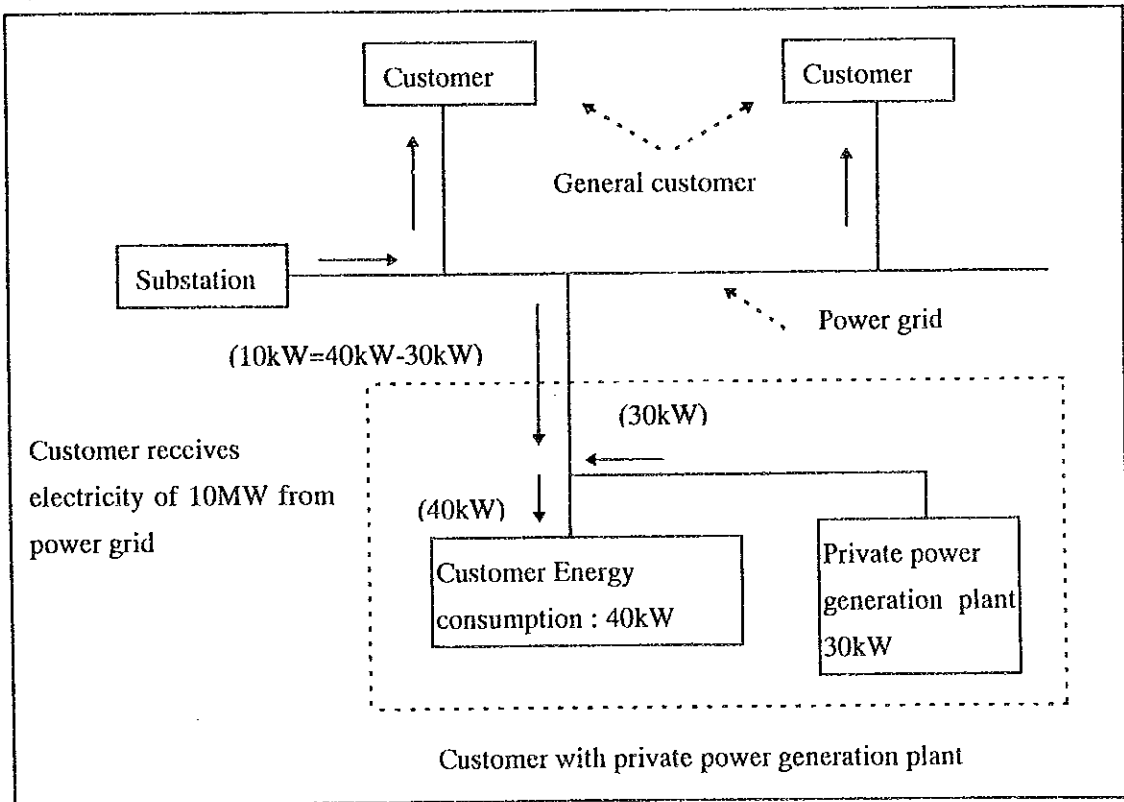 Customer
Customer
General customer
Substation
Power grid
(10kW=40kW-30kW)
(30kW)
Customer receives
electricity of 10MW from
power grid
(40kW)
Customer Energy
consumption : 40kW
Private power
generation plant
30kW
Customer with private power generation plant